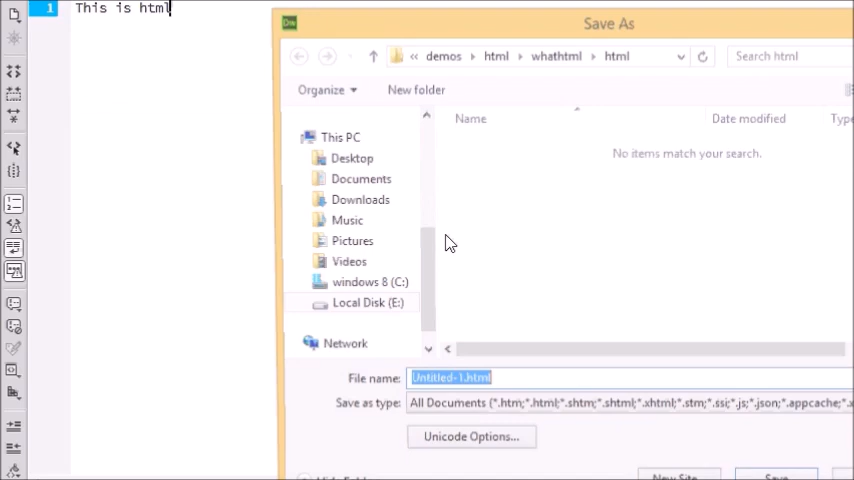 1 This is html
Dw Save As
« demos html whathtml html Search html
Organize New folder
Name Date modified Type
No items match your search.
This PC
Desktop
Documents
Downloads
Music
Pictures
Videos
windows 8 (C:)
Local Disk (E:)
Network
File name: Untitled-1.html
Save as type: All Documents (*.htm;*.html;*.shtm;*.shtml;*.xhtml;*.stm;*.ssi;*.js;*.json;*.appcache;*.x
Unicode Options...
Hide Folders New Site... Save